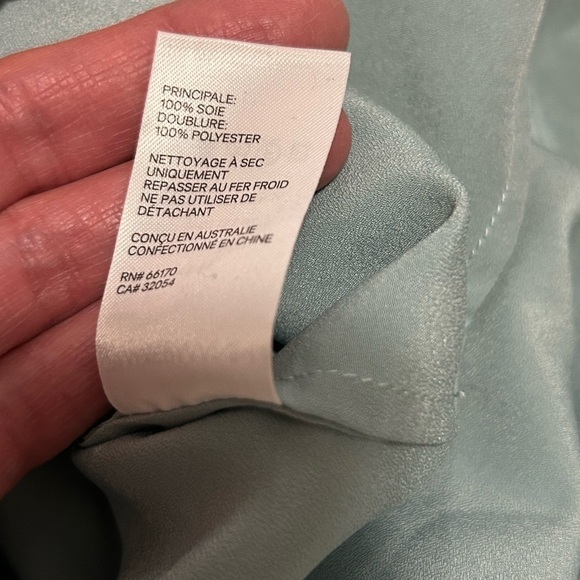 PRINCIPALE:
100% SOIE
DOUBLURE:
100% POLYESTER
NETTOYAGE À SEC
UNIQUEMENT
REPASSER AU FER FROID
NE PAS UTILISER DE
DÉTACHANT
CONÇU EN AUSTRALIE
CONFECTIONNÉ EN CHINE
RN# 66170
CA# 32054